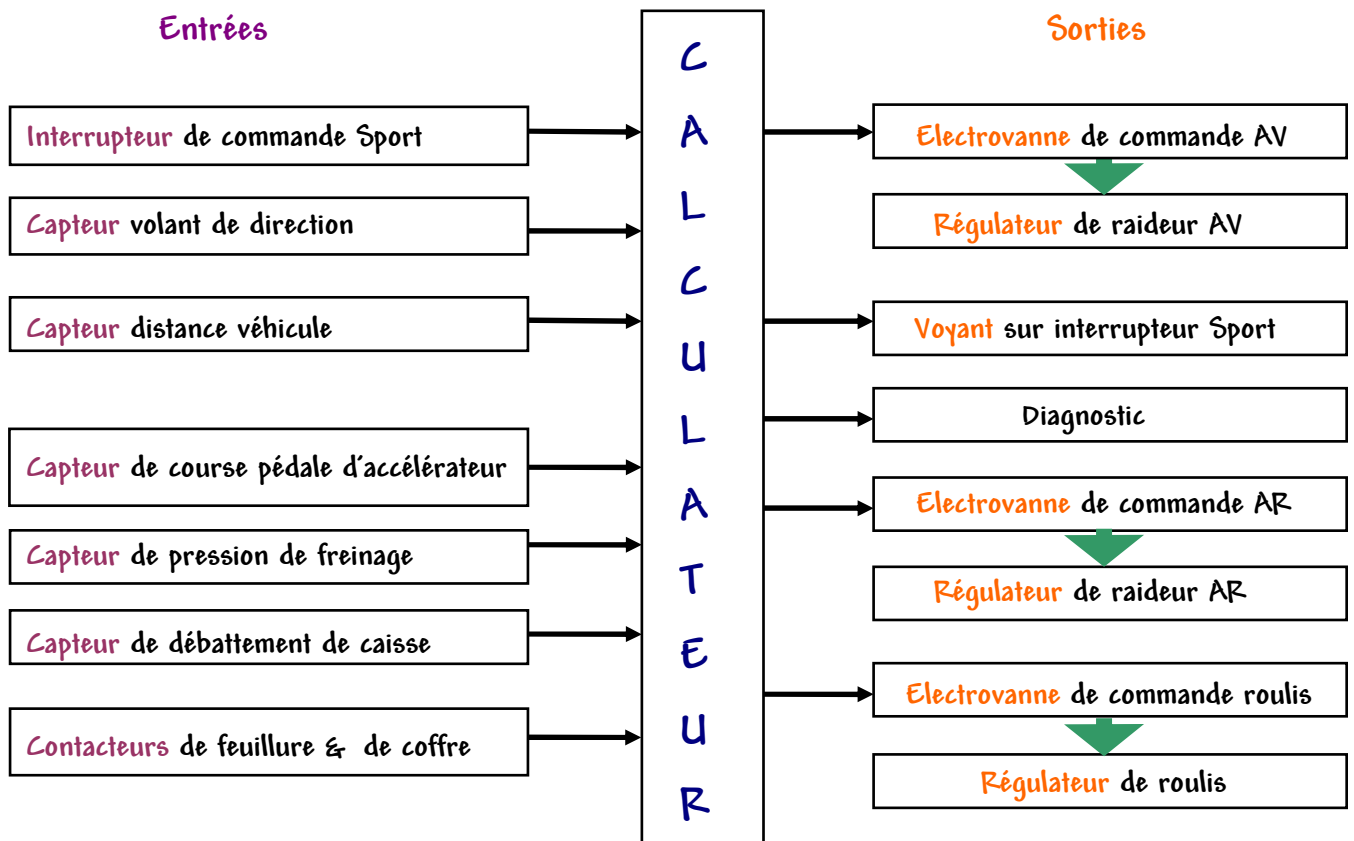 Entrées
Interrupteur de commande Sport
Capteur volant de direction
Capteur distance véhicule
Capteur de course pédale d'accélérateur
Capteur de pression de freinage
Capteur de débattement de caisse
Contacteurs de feuillure & de coffre
C
A
L
C
U
L
A
T
E
U
R
Sorties
Electrovanne de commande AV
Régulateur de raideur AV
Voyant sur interrupteur Sport
Diagnostic
Electrovanne de commande AR
Régulateur de raideur AR
Electrovanne de commande roulis
Régulateur de roulis